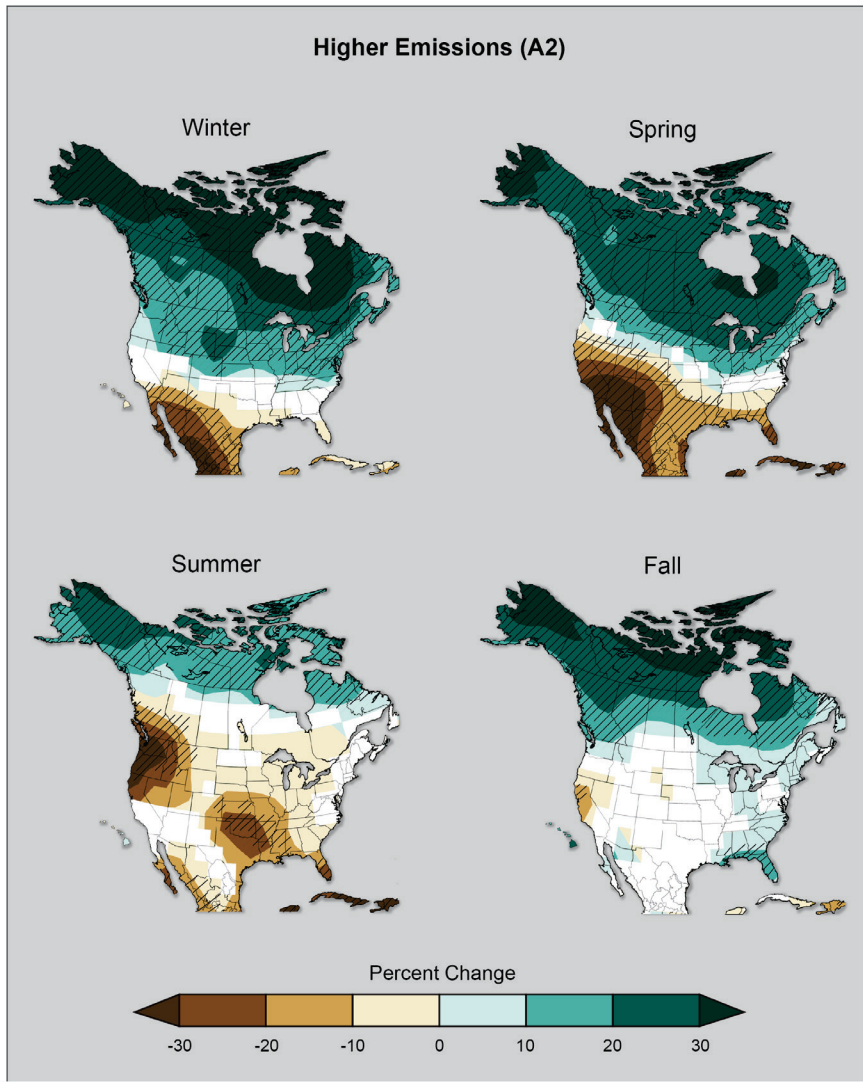 Higher Emissions (A2)
Winter
Spring
Summer
Fall
Percent Change
-30 -20 -10 0 10 20 30